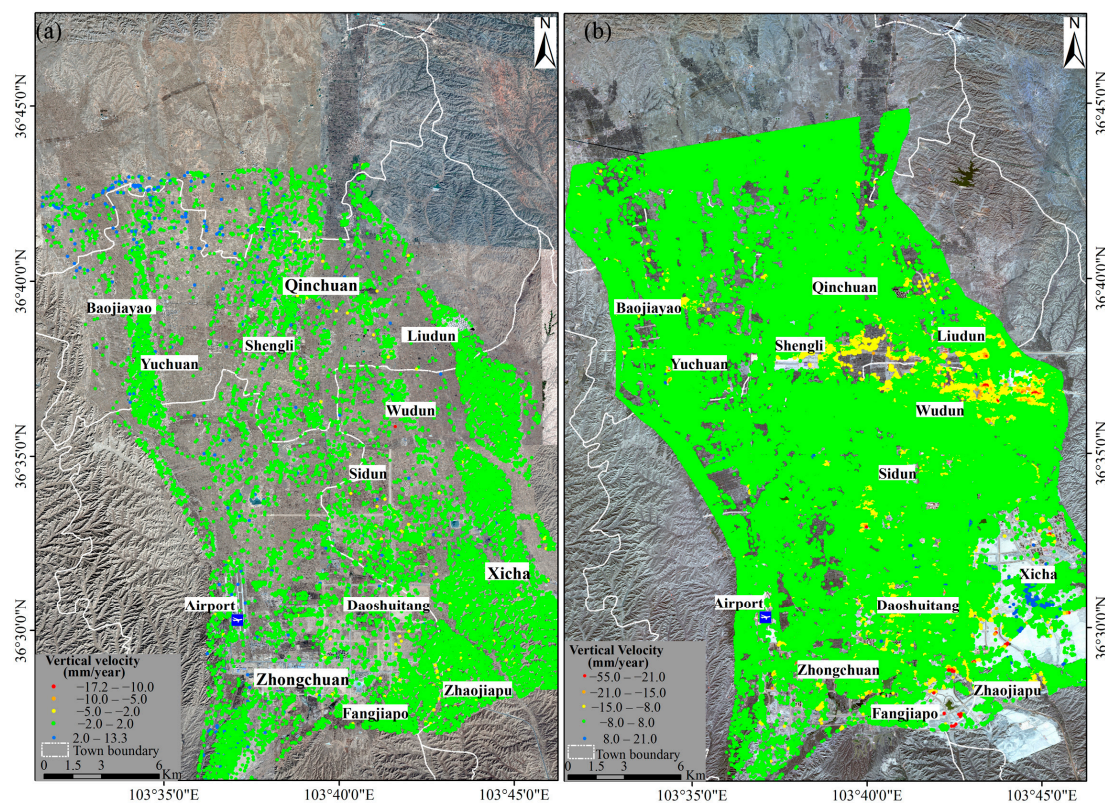 (a)
N
36°45'0"N
36°40'0"N
36°35'0"N
36°30'0"N
Qinchuan
Baojiayao
Liudun
Shengli
Yuchuan
Wudun
Sidun
Xicha
Airport
Daoshuitang
Zhongchuan
Zhaojiapu
Fangjiapo
Vertical velocity
(mm/year)
−17.2 – −10.0
−10.0 – −5.0
−5.0 – −2.0
−2.0 – 2.0
2.0 – 13.3
Town boundary
0 1.5 3 6
Km
103°35'0"E
103°40'0"E
103°45'0"E
(b)
N
36°45'0"N
36°40'0"N
36°35'0"N
36°30'0"N
Qinchuan
Baojiayao
Liudun
Shengli
Yuchuan
Wudun
Sidun
Xicha
Airport
Daoshuitang
Zhongchuan
Zhaojiapu
Fangjiapo
Vertical velocity
(mm/year)
−55.0 – −21.0
−21.0 – −15.0
−15.0 – −8.0
−8.0 – 8.0
8.0 – 21.0
Town boundary
0 1.5 3 6
Km
103°35'0"E
103°40'0"E
103°45'0"E